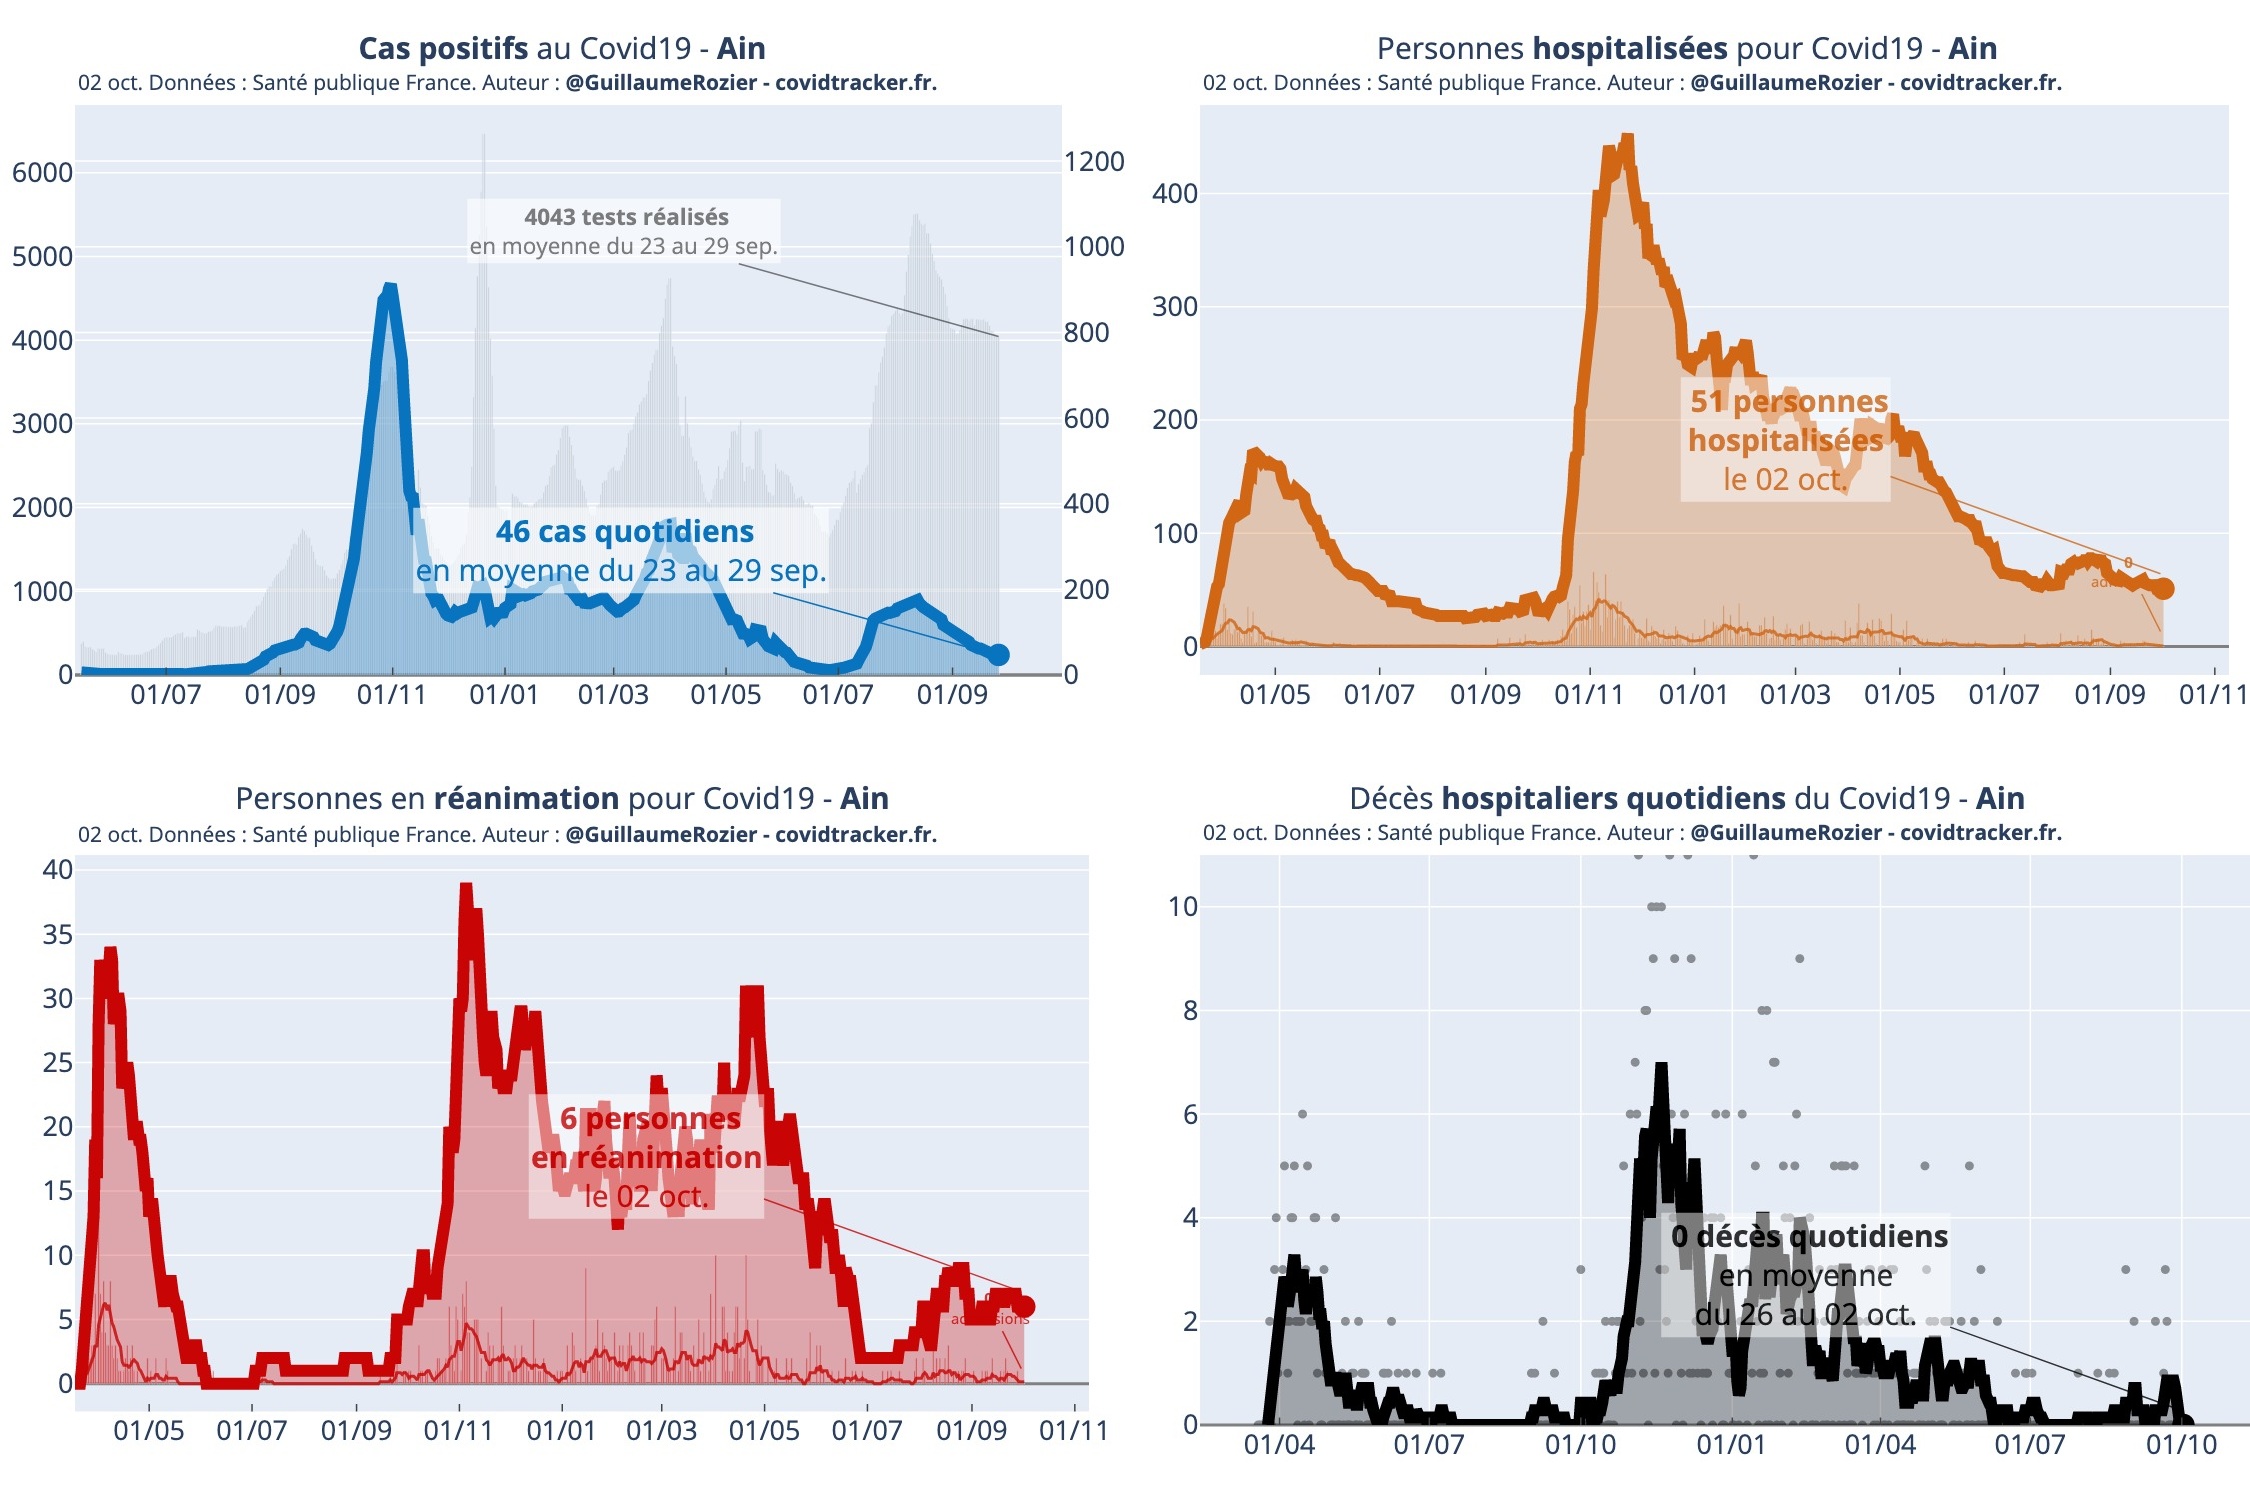 Cas positifs au Covid19 - Ain
02 oct. Données : Santé publique France. Auteur : @GuillaumeRozier - covidtracker.fr.
6000
5000
4000
3000
2000
1000
0
1200
1000
800
600
400
200
0
4043 tests réalisés
en moyenne du 23 au 29 sep.
46 cas quotidiens
en moyenne du 23 au 29 sep.
01/07 01/09 01/11 01/01 01/03 01/05 01/07 01/09
Personnes hospitalisées pour Covid19 - Ain
02 oct. Données : Santé publique France. Auteur : @GuillaumeRozier - covidtracker.fr.
400
300
200
100
0
51 personnes
hospitalisées
le 02 oct.
0
01/05 01/07 01/09 01/11 01/01 01/03 01/05 01/07 01/09 01/11
Personnes en réanimation pour Covid19 - Ain
02 oct. Données : Santé publique France. Auteur : @GuillaumeRozier - covidtracker.fr.
40
35
30
25
20
15
10
5
0
6 personnes
en réanimation
le 02 oct.
01/05 01/07 01/09 01/11 01/01 01/03 01/05 01/07 01/09 01/11
Décès hospitaliers quotidiens du Covid19 - Ain
02 oct. Données : Santé publique France. Auteur : @GuillaumeRozier - covidtracker.fr.
10
8
6
4
2
0
0 décès quotidiens
en moyenne
du 26 au 02 oct.
01/04 01/07 01/10 01/01 01/04 01/07 01/10